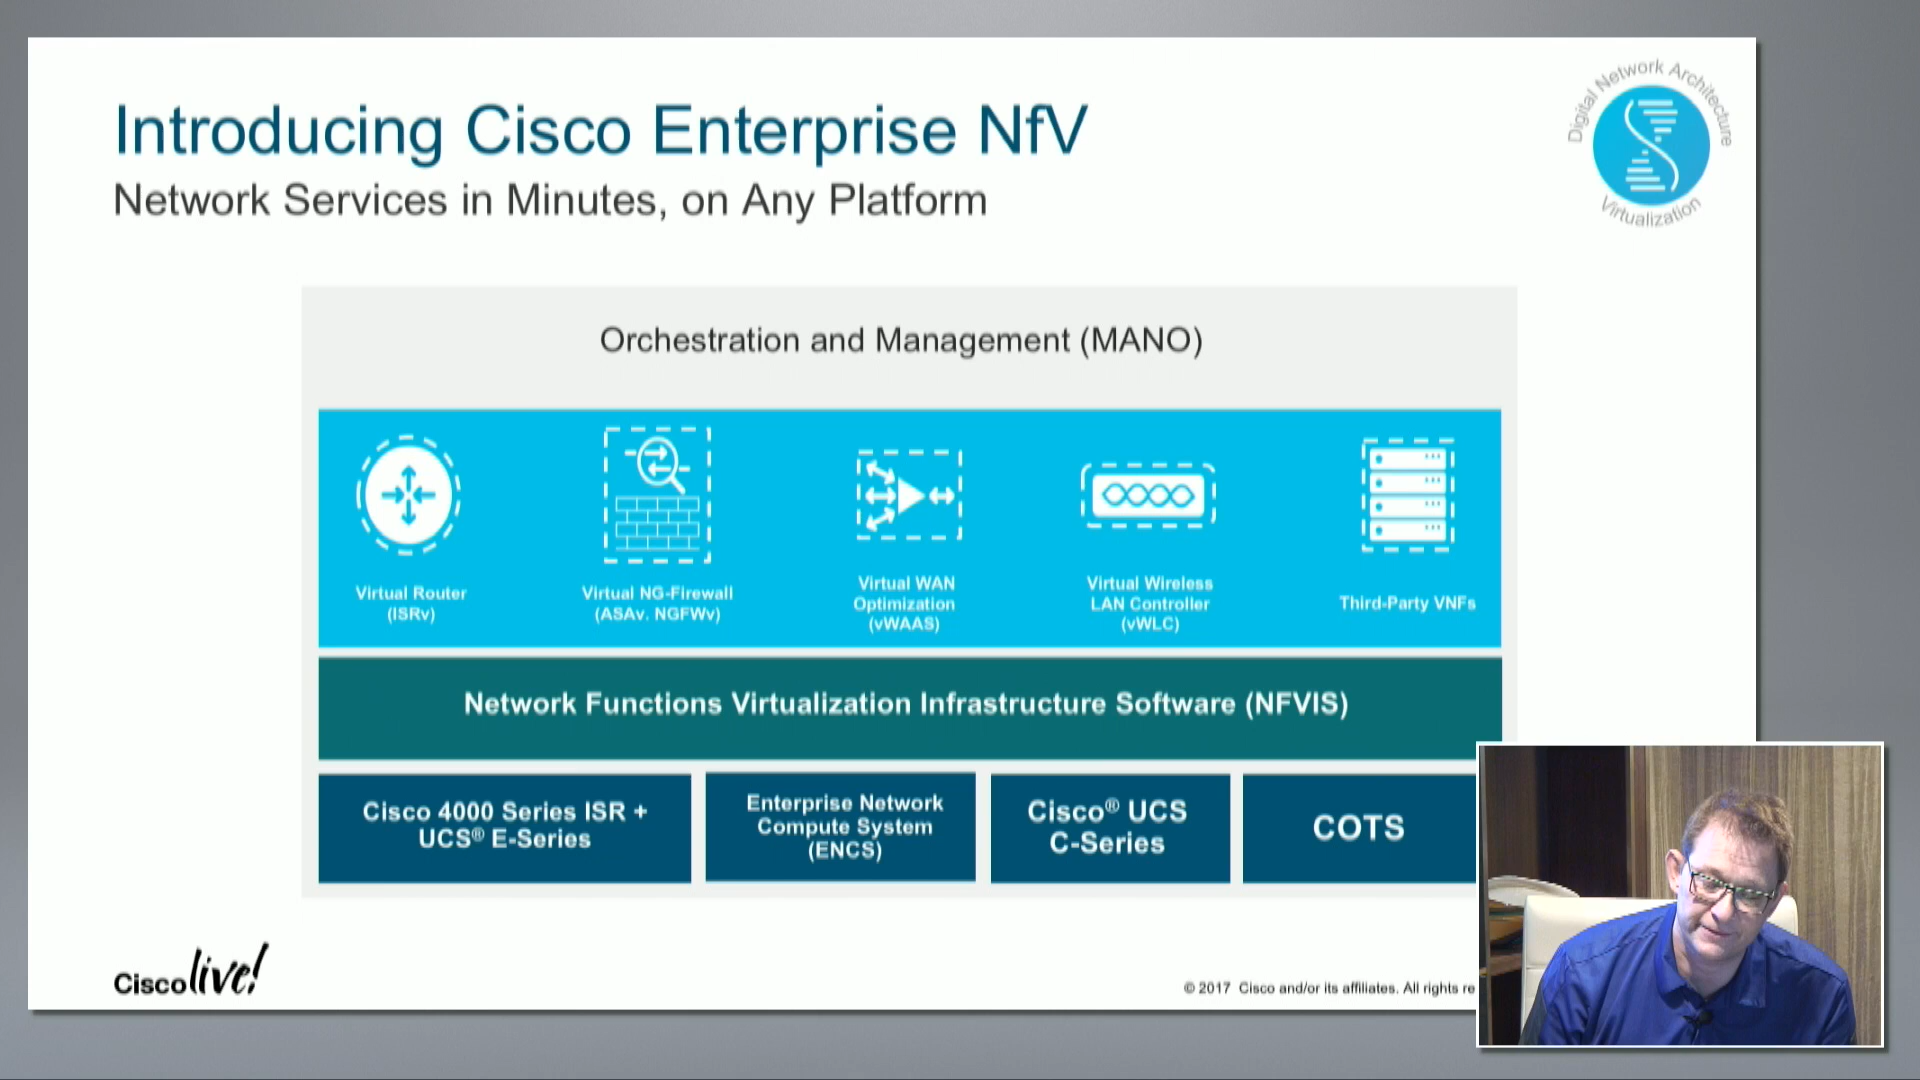 Introducing Cisco Enterprise NfV
Network Services in Minutes, on Any Platform
Digital Network Architecture
Virtualization
Orchestration and Management (MANO)
Virtual Router
(ISRv)
Virtual NG-Firewall
(ASAv. NGFWv)
Virtual WAN
Optimization
(vWAAS)
Virtual Wireless
LAN Controller
(vWLC)
Third-Party VNFs
Network Functions Virtualization Infrastructure Software (NFVIS)
Cisco 4000 Series ISR +
UCS® E-Series
Enterprise Network
Compute System
(ENCS)
Cisco® UCS
C-Series
COTS
Cisco live!
© 2017 Cisco and/or its affiliates. All rights re